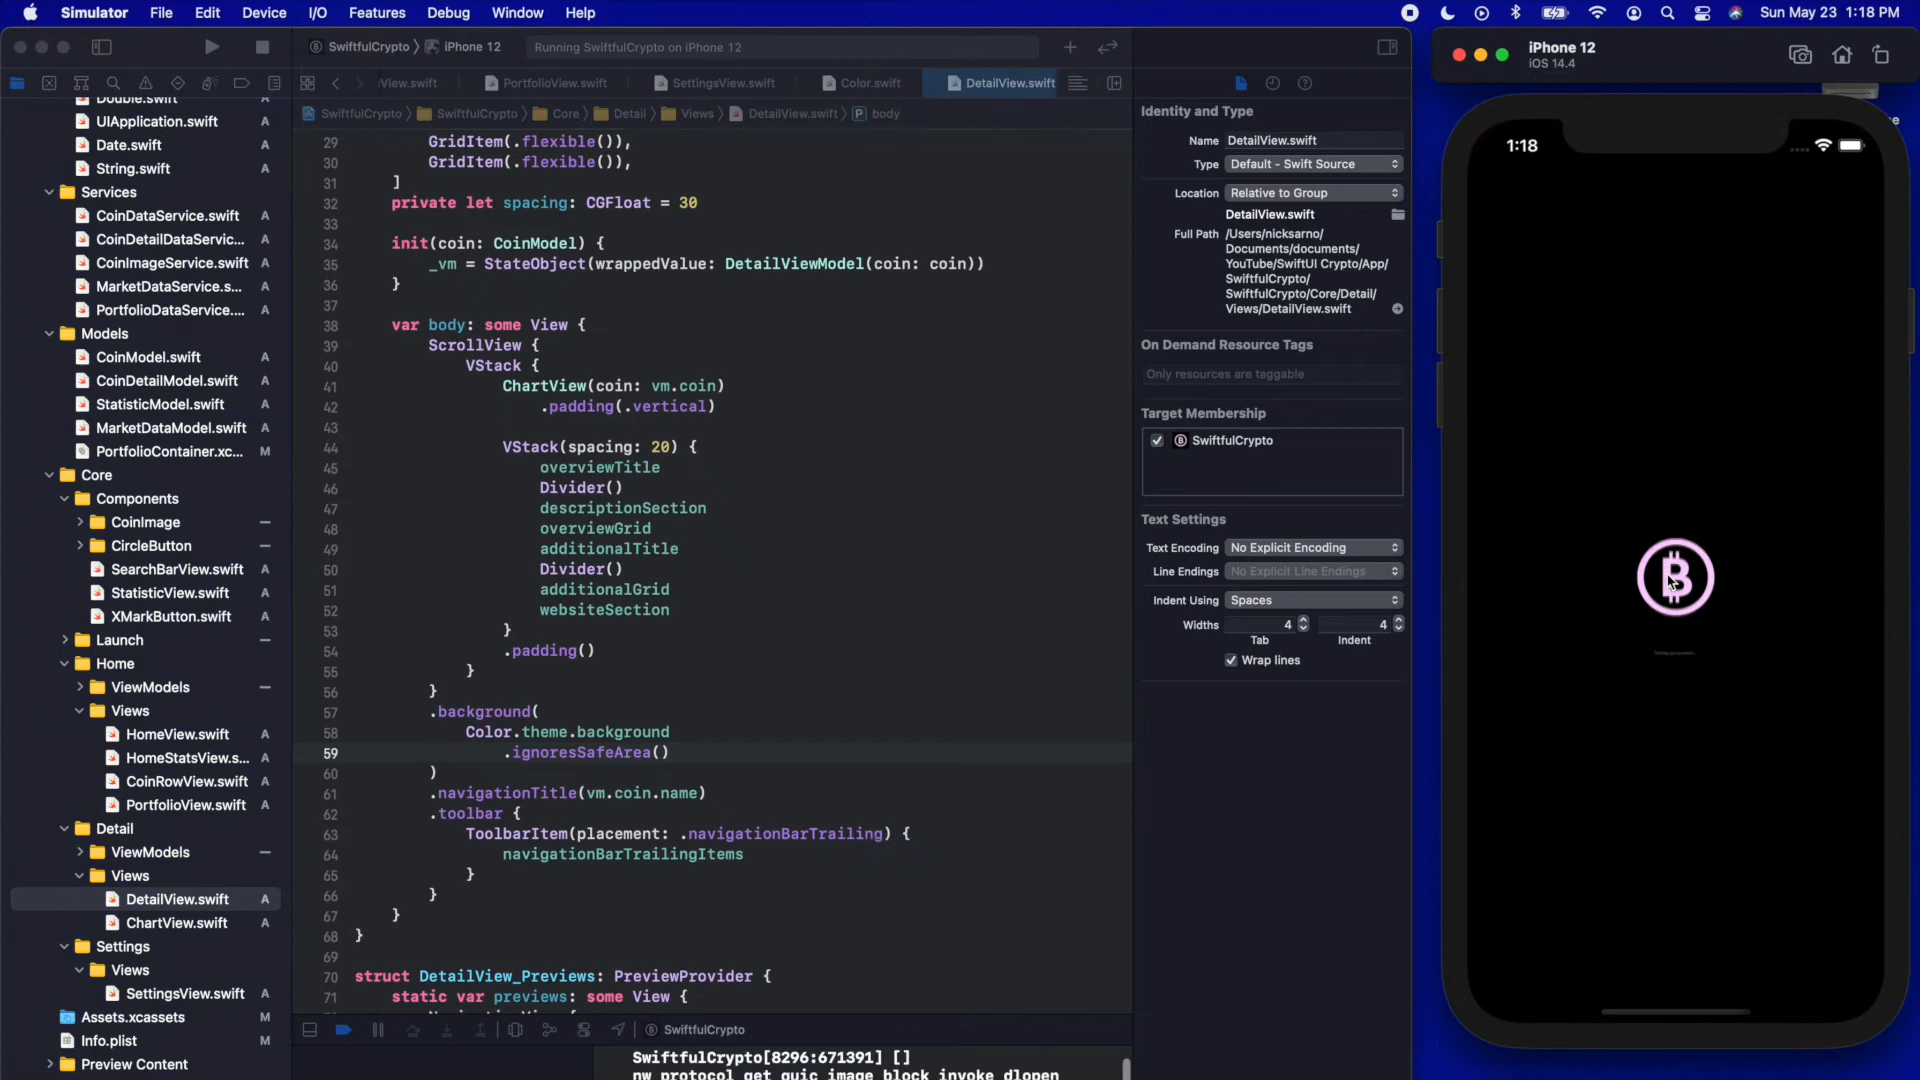 Simulator File Edit Device I/O Features Debug Window Help
Sun May 23 1:18 PM
SwiftfulCrypto iPhone 12
Running SwiftfulCrypto on iPhone 12
iPhone 12
iOS 14.4
View.swift PortfolioView.swift SettingsView.swift Color.swift DetailView.swift
SwiftfulCrypto SwiftfulCrypto Core Detail Views DetailView.swift P body
Double.swift A
UIApplication.swift A
Date.swift A
String.swift A
Services
CoinDataService.swift A
CoinDetailDataServic... A
CoinImageService.swift A
MarketDataService.s... A
PortfolioDataService.... A
Models
CoinModel.swift A
CoinDetailModel.swift A
StatisticModel.swift A
MarketDataModel.swift A
PortfolioContainer.xc... M
Core
Components
CoinImage
CircleButton
SearchBarView.swift A
StatisticView.swift A
XMarkButton.swift A
Launch
Home
ViewModels
Views
HomeView.swift A
HomeStatsView.s... A
CoinRowView.swift A
PortfolioView.swift A
Detail
ViewModels
Views
DetailView.swift A
ChartView.swift A
Settings
Views
SettingsView.swift A
Assets.xcassets M
Info.plist M
Preview Content
29 GridItem(.flexible()),
30 GridItem(.flexible()),
31 ]
32 private let spacing: CGFloat = 30
33
34 init(coin: CoinModel) {
35 _vm = StateObject(wrappedValue: DetailViewModel(coin: coin))
36 }
37
38 var body: some View {
39 ScrollView {
40 VStack {
41 ChartView(coin: vm.coin)
42 .padding(.vertical)
43
44 VStack(spacing: 20) {
45 overviewTitle
46 Divider()
47 descriptionSection
48 overviewGrid
49 additionalTitle
50 Divider()
51 additionalGrid
52 websiteSection
53 }
54 .padding()
55 }
56 }
57 .background(
58 Color.theme.background
59 .ignoresSafeArea()
60 )
61 .navigationTitle(vm.coin.name)
62 .toolbar {
63 ToolbarItem(placement: .navigationBarTrailing) {
64 navigationBarTrailingItems
65 }
66 }
67 }
68 }
69
70 struct DetailView_Previews: PreviewProvider {
71 static var previews: some View {
SwiftfulCrypto
SwiftfulCrypto[8296:671391] []
nw_protocol_get_quic_image_block_invoke dlopen
Identity and Type
Name DetailView.swift
Type Default - Swift Source
Location Relative to Group
DetailView.swift
Full Path /Users/nicksarno/
Documents/documents/
YouTube/SwiftUI Crypto/App/
SwiftfulCrypto/
SwiftfulCrypto/Core/Detail/
Views/DetailView.swift
On Demand Resource Tags
Only resources are taggable
Target Membership
SwiftfulCrypto
Text Settings
Text Encoding No Explicit Encoding
Line Endings No Explicit Line Endings
Indent Using Spaces
Widths 4 4
Tab Indent
Wrap lines
1:18